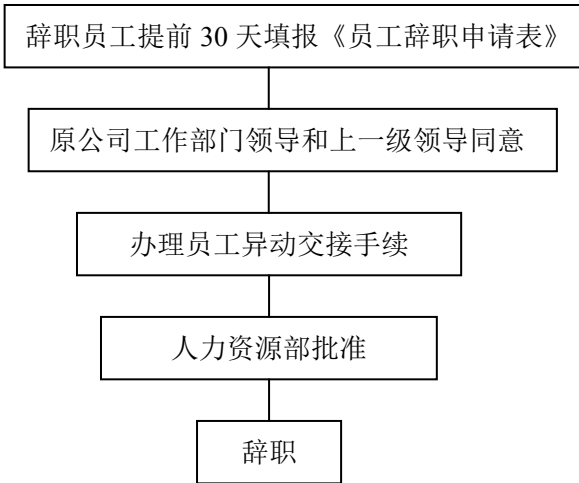 辞职员工提前 30 天填报《员工辞职申请表》
原公司工作部门领导和上一级领导同意
办理员工异动交接手续
人力资源部批准
辞职